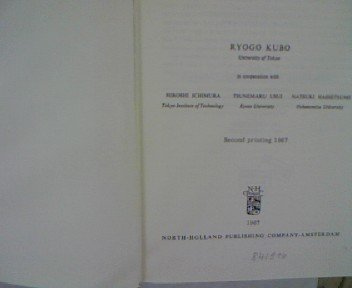 RYOGO KUBO
University of Tokyo
in cooperation with
HIROSHI ICHIMURA TSUNEMARU USUI NATSUKI HASHITSUME
Tokyo Institute of Technology Kyoto University Ochanomizu University
Second printing 1967
1967
NORTH-HOLLAND PUBLISHING COMPANY-AMSTERDAM